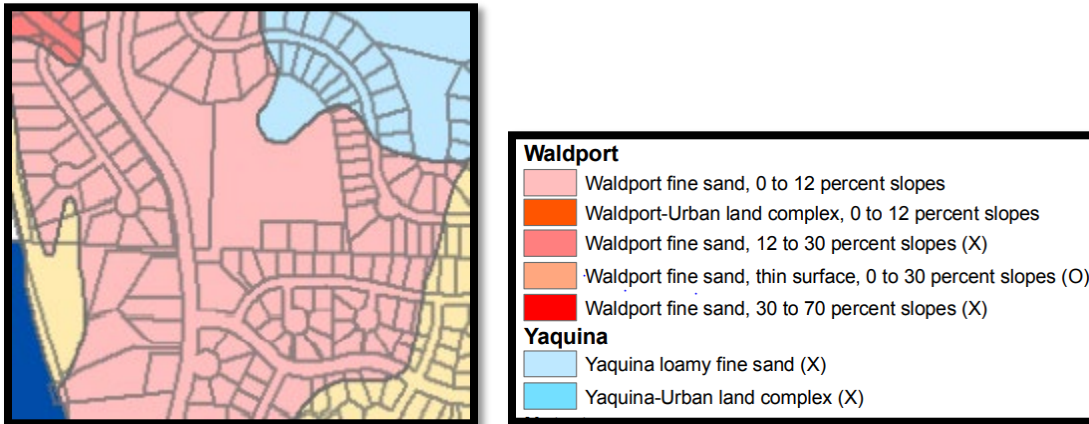 Waldport
Waldport fine sand, 0 to 12 percent slopes
Waldport-Urban land complex, 0 to 12 percent slopes
Waldport fine sand, 12 to 30 percent slopes (X)
Waldport fine sand, thin surface, 0 to 30 percent slopes (O)
Waldport fine sand, 30 to 70 percent slopes (X)
Yaquina
Yaquina loamy fine sand (X)
Yaquina-Urban land complex (X)